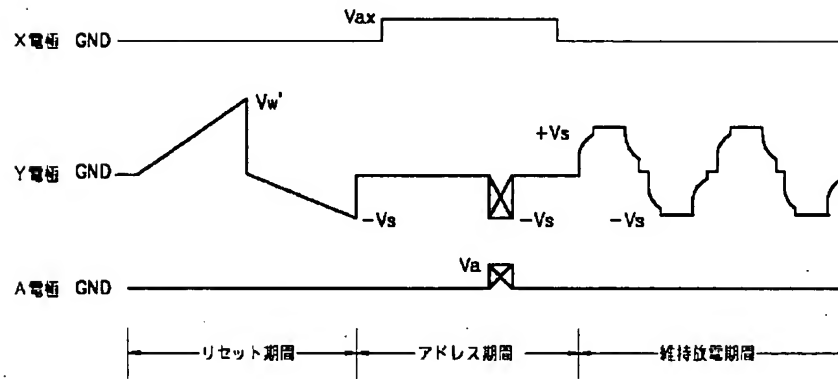 Vax
X電極 GND
Vw'
+Vs
Y電極 GND
−Vs
−Vs
−Vs
Va
A電極 GND
リセット期間
アドレス期間
維持放電期間